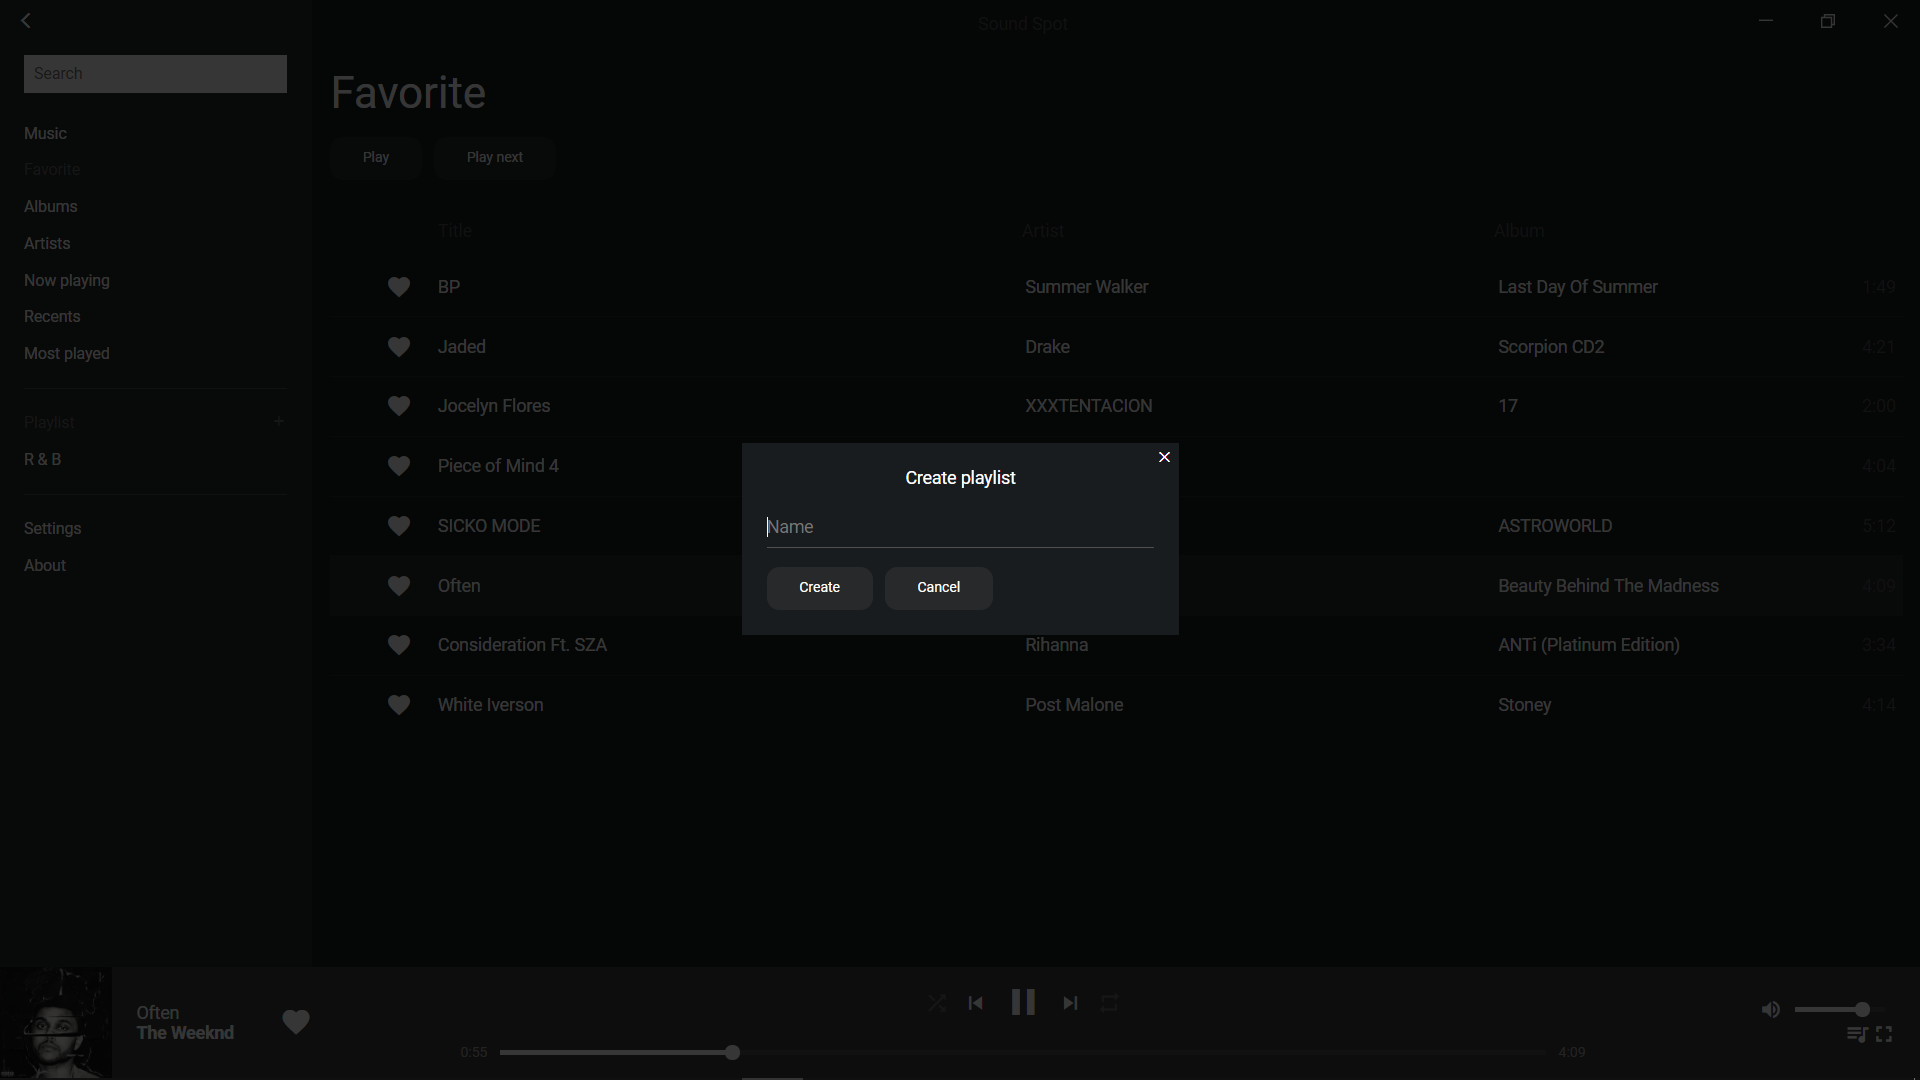 Sound Spot
Search
Music
Favorite
Albums
Artists
Now playing
Recents
Most played
Playlist +
R & B
Settings
About
Favorite
Play Play next
Title Artist Album
BP Summer Walker Last Day Of Summer 1:49
Jaded Drake Scorpion CD2 4:21
Jocelyn Flores XXXTENTACION 17 2:00
Piece of Mind 4 4:04
SICKO MODE ASTROWORLD 5:12
Often Beauty Behind The Madness 4:09
Consideration Ft. SZA Rihanna ANTi (Platinum Edition) 3:34
White Iverson Post Malone Stoney 4:14
Create playlist
Name
Create Cancel
Often
The Weeknd
0:55 4:09